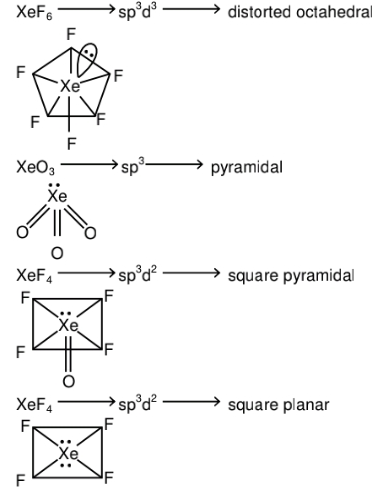 XeF₆ ⟶ sp³d³ ⟶ distorted octahedral
F
F Xe F
F F
F
XeO₃ ⟶ sp³ ⟶ pyramidal
Xe
O O
O
XeF₄ ⟶ sp³d² ⟶ square pyramidal
F F
Xe
F F
O
XeF₄ ⟶ sp³d² ⟶ square planar
F F
Xe
F F